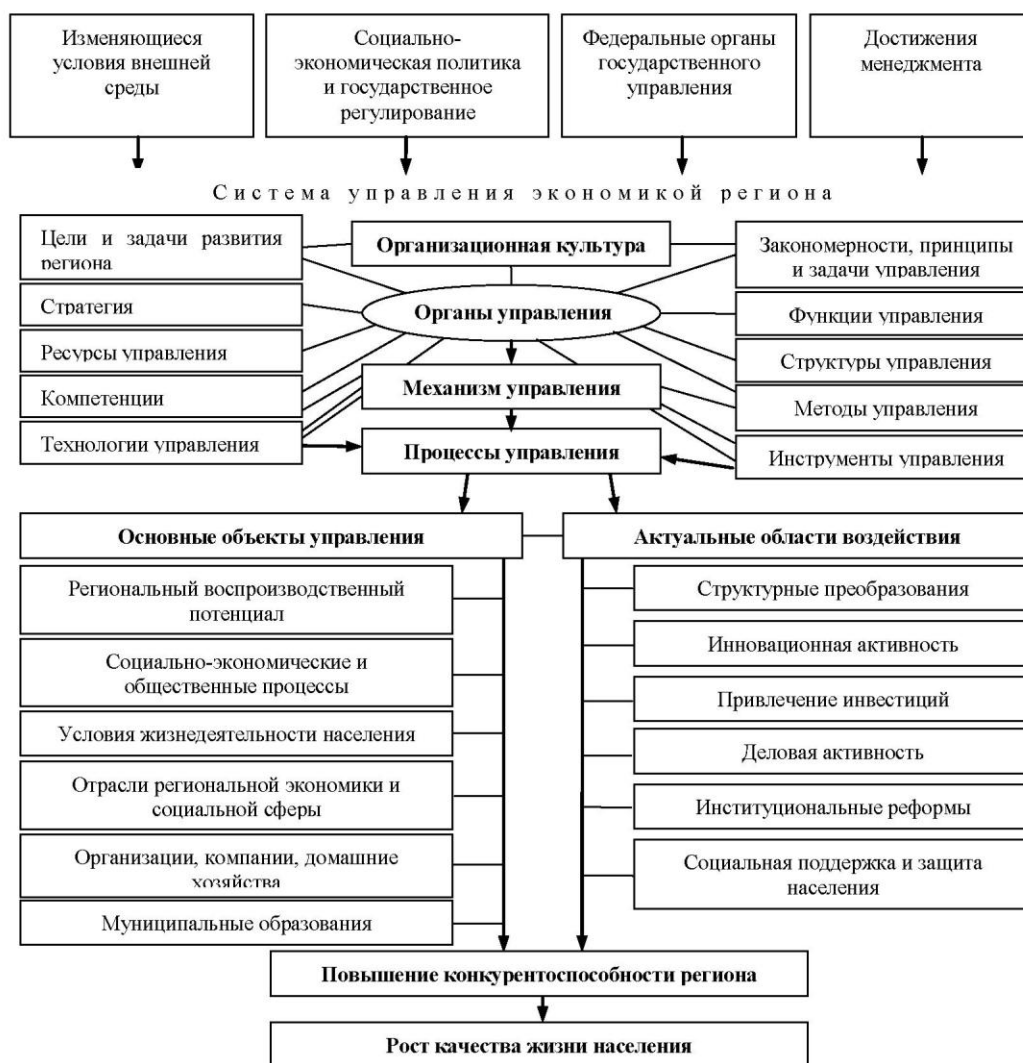 Изменяющиеся
условия внешней
среды
Социально-
экономическая политика
и государственное
регулирование
Федеральные органы
государственного
управления
Достижения
менеджмента
Система управления экономикой региона
Цели и задачи развития
региона
Стратегия
Ресурсы управления
Компетенции
Технологии управления
Организационная культура
Органы управления
Механизм управления
Процессы управления
Закономерности, принципы
и задачи управления
Функции управления
Структуры управления
Методы управления
Инструменты управления
Основные объекты управления
Региональный воспроизводственный
потенциал
Социально-экономические и
общественные процессы
Условия жизнедеятельности населения
Отрасли региональной экономики и
социальной сферы
Организации, компании, домашние
хозяйства
Муниципальные образования
Актуальные области воздействия
Структурные преобразования
Инновационная активность
Привлечение инвестиций
Деловая активность
Институциональные реформы
Социальная поддержка и защита
населения
Повышение конкурентоспособности региона
Рост качества жизни населения